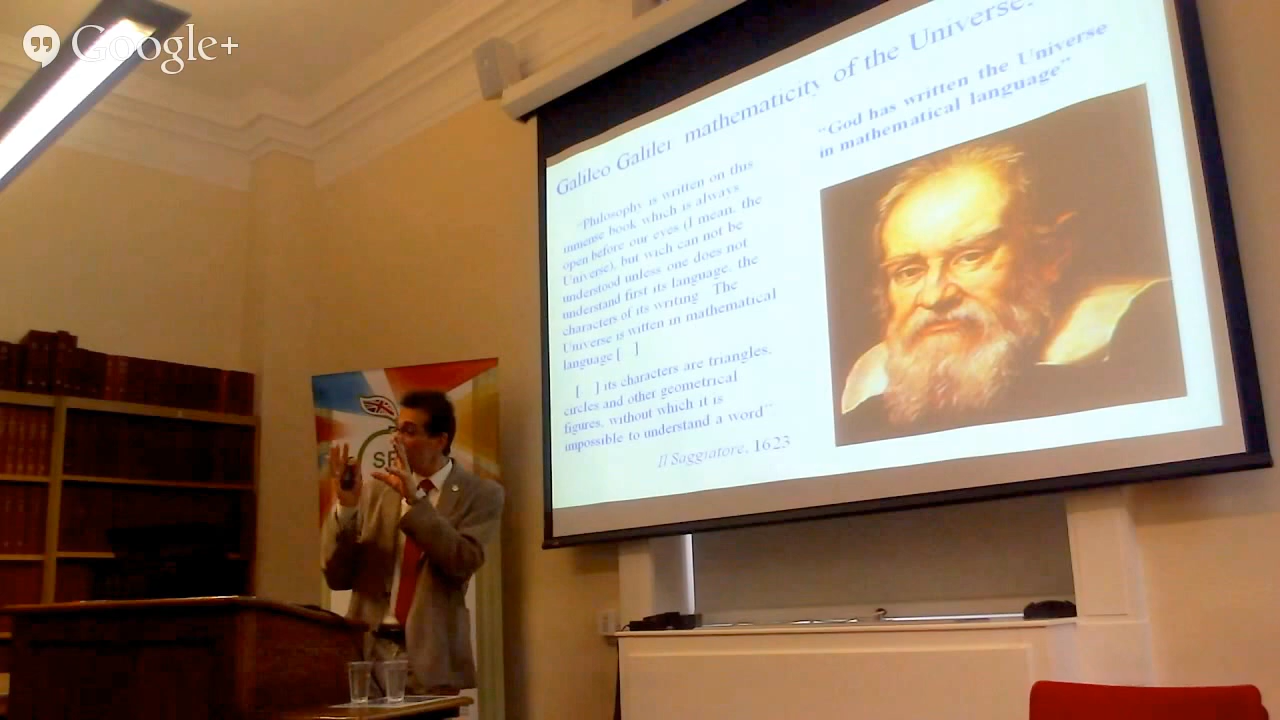 Google+
Galileo Galilei mathematicity of the Universe.
"God has written the Universe
in mathematical language"
"Philosophy is written on this
immense book which is always
open before our eyes (I mean, the
Universe), but wich can not be
understood unless one does not
understand first its language, the
characters of its writing The
Universe is witten in mathematical
language [ ]
[ ] its characters are triangles,
circles and other geometrical
figures, without which it is
impossible to understand a word"
Il Saggiatore, 1623